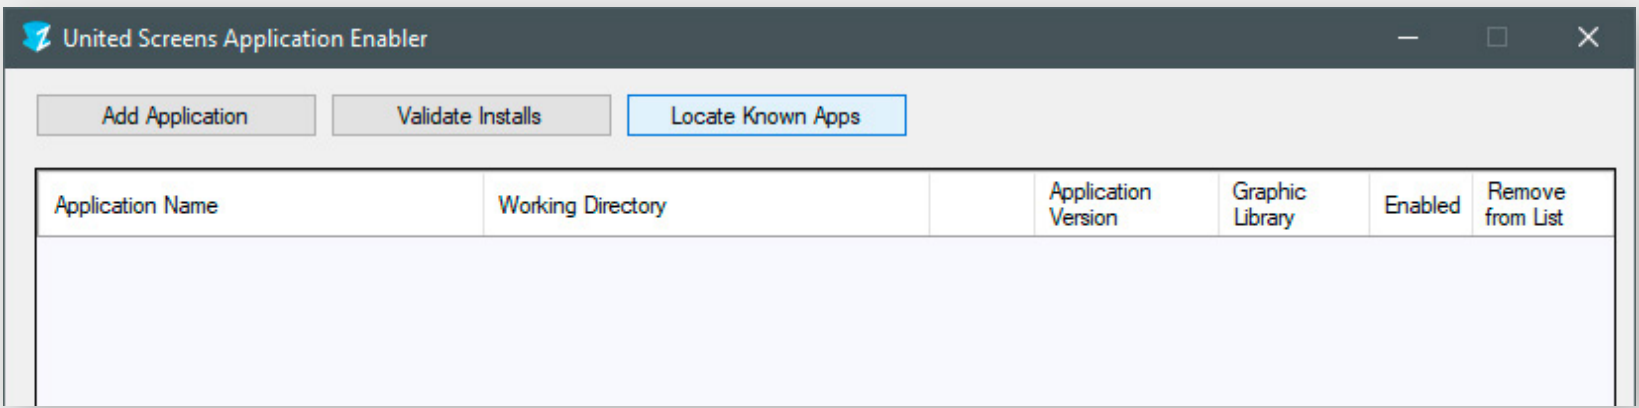 United Screens Application Enabler
Add Application
Validate Installs
Locate Known Apps
Application Name
Working Directory
Application
Version
Graphic
Library
Enabled
Remove
from List